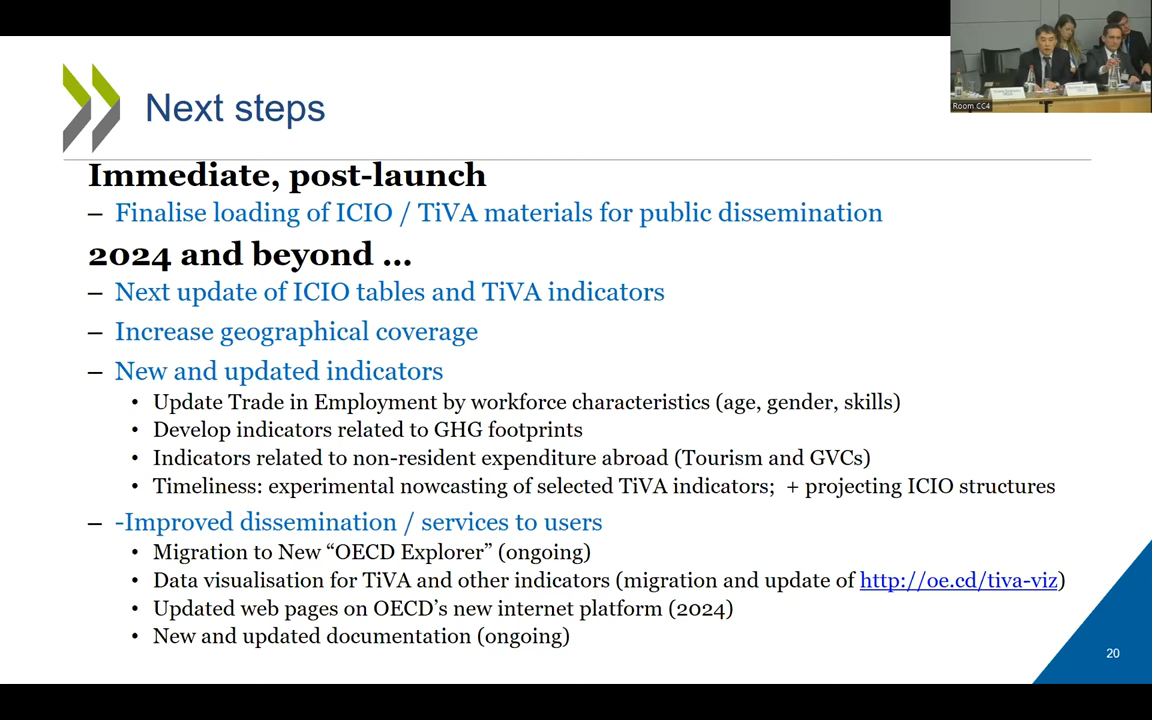 Next steps
Room CC4
Immediate, post-launch
– Finalise loading of ICIO / TiVA materials for public dissemination
2024 and beyond ...
– Next update of ICIO tables and TiVA indicators
– Increase geographical coverage
– New and updated indicators
• Update Trade in Employment by workforce characteristics (age, gender, skills)
• Develop indicators related to GHG footprints
• Indicators related to non-resident expenditure abroad (Tourism and GVCs)
• Timeliness: experimental nowcasting of selected TiVA indicators; + projecting ICIO structures
– -Improved dissemination / services to users
• Migration to New “OECD Explorer” (ongoing)
• Data visualisation for TiVA and other indicators (migration and update of http://oe.cd/tiva-viz)
• Updated web pages on OECD’s new internet platform (2024)
• New and updated documentation (ongoing)
20